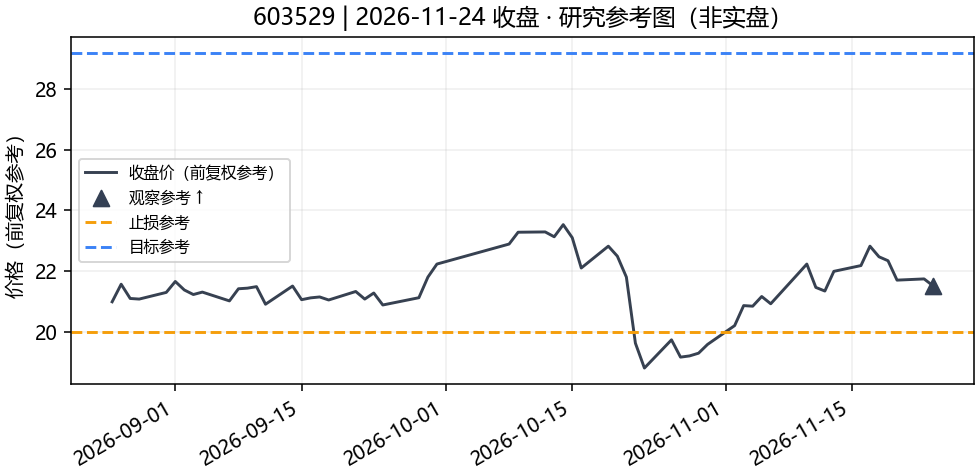 603529 | 2026-11-24 收盘 · 研究参考图（非实盘）
价格（前复权参考）
28
26
24
22
20
收盘价（前复权参考）
观察参考↑
止损参考
目标参考
2026-09-01
2026-09-15
2026-10-01
2026-10-15
2026-11-01
2026-11-15